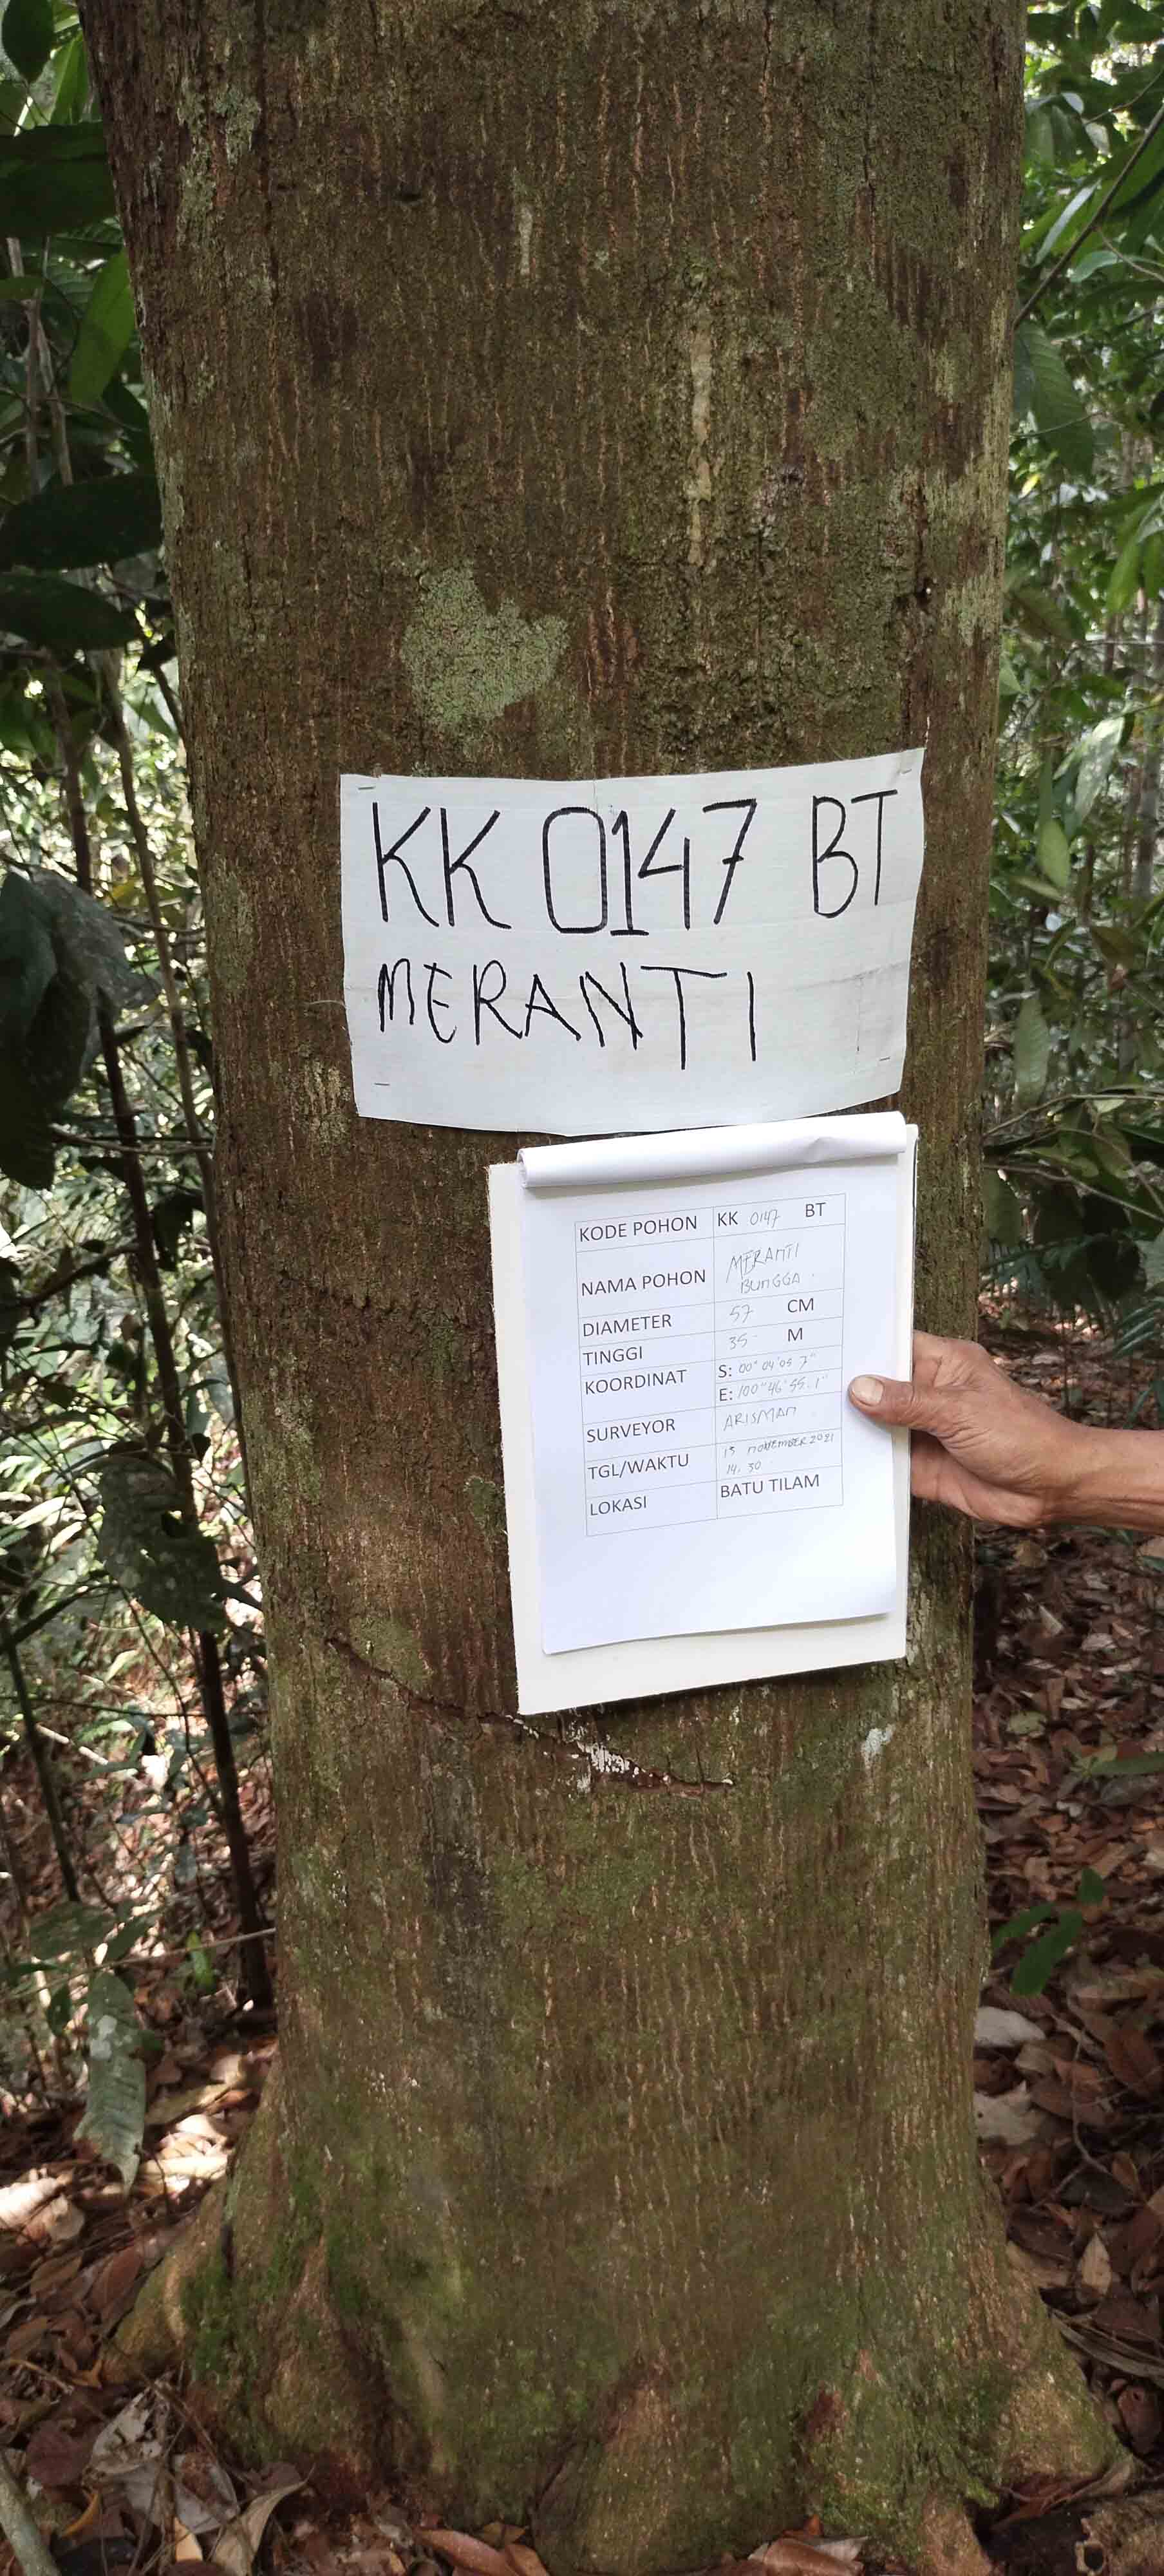 KK 0147 BT
MERANTI
KODE POHON KK 0147 BT
NAMA POHON MERANTI
BUNGGA
DIAMETER 57 CM
TINGGI 35 M
KOORDINAT S: 00° 04' 05 7"
E: 100° 46' 55.1"
SURVEYOR ARISMAN
TGL/WAKTU 15 NOVEMBER 2021
14.30
LOKASI BATU TILAM